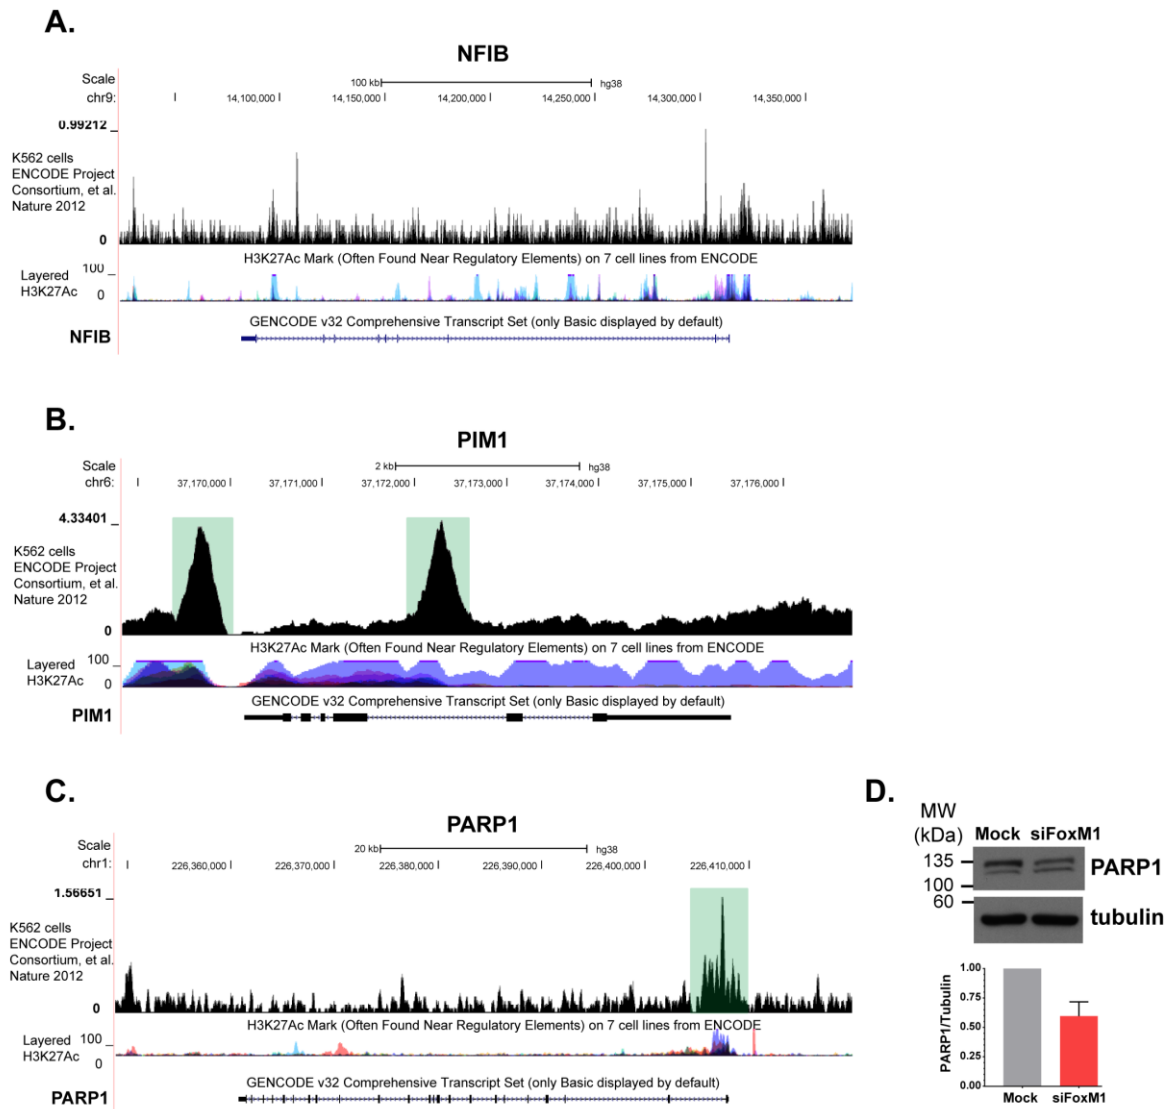 A.
NFIB
Scale
100 kb
hg38
chr9:
14,100,000
14,150,000
14,200,000
14,250,000
14,300,000
14,350,000
0.99212
K562 cells
ENCODE Project
Consortium, et al.
Nature 2012
0
H3K27Ac Mark (Often Found Near Regulatory Elements) on 7 cell lines from ENCODE
Layered
H3K27Ac
100
0
GENCODE v32 Comprehensive Transcript Set (only Basic displayed by default)
NFIB
B.
PIM1
Scale
2 kb
hg38
chr6:
37,170,000
37,171,000
37,172,000
37,173,000
37,174,000
37,175,000
37,176,000
4.33401
K562 cells
ENCODE Project
Consortium, et al.
Nature 2012
0
H3K27Ac Mark (Often Found Near Regulatory Elements) on 7 cell lines from ENCODE
Layered
H3K27Ac
100
0
GENCODE v32 Comprehensive Transcript Set (only Basic displayed by default)
PIM1
C.
PARP1
Scale
20 kb
hg38
chr1:
226,360,000
226,370,000
226,380,000
226,390,000
226,400,000
226,410,000
1.56651
K562 cells
ENCODE Project
Consortium, et al.
Nature 2012
0
H3K27Ac Mark (Often Found Near Regulatory Elements) on 7 cell lines from ENCODE
Layered
H3K27Ac
100
0
GENCODE v32 Comprehensive Transcript Set (only Basic displayed by default)
PARP1
D.
MW
(kDa)
Mock siFoxM1
135
100
PARP1
60
tubulin
PARP1/Tubulin
1.00
0.75
0.50
0.25
0.00
Mock
siFoxM1